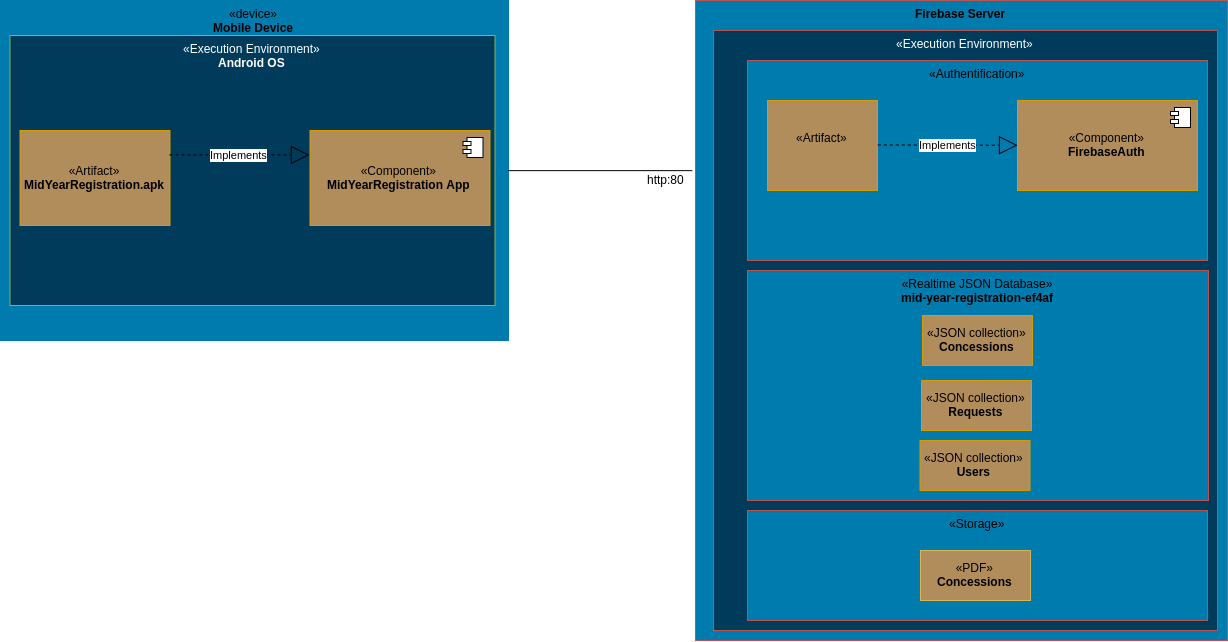 «device»
Mobile Device
«Execution Environment»
Android OS
«Artifact»
MidYearRegistration.apk
Implements
«Component»
MidYearRegistration App
http:80
Firebase Server
«Execution Environment»
«Authentification»
«Artifact»
Implements
«Component»
FirebaseAuth
«Realtime JSON Database»
mid-year-registration-ef4af
«JSON collection»
Concessions
«JSON collection»
Requests
«JSON collection»
Users
«Storage»
«PDF»
Concessions